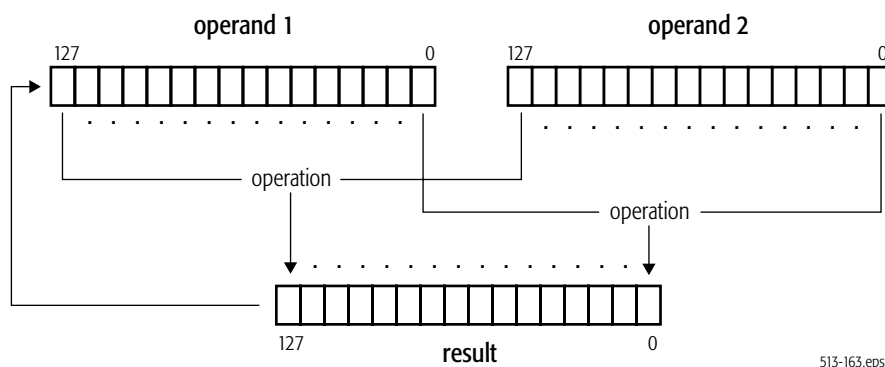 operand 1 operand 2
127 0 127 0
. . . . . . . . . . . . . . . . . . . . . . . . . . . .
operation
operation
. . . . . . . . . . . . . .
127 0
result
513-163.eps